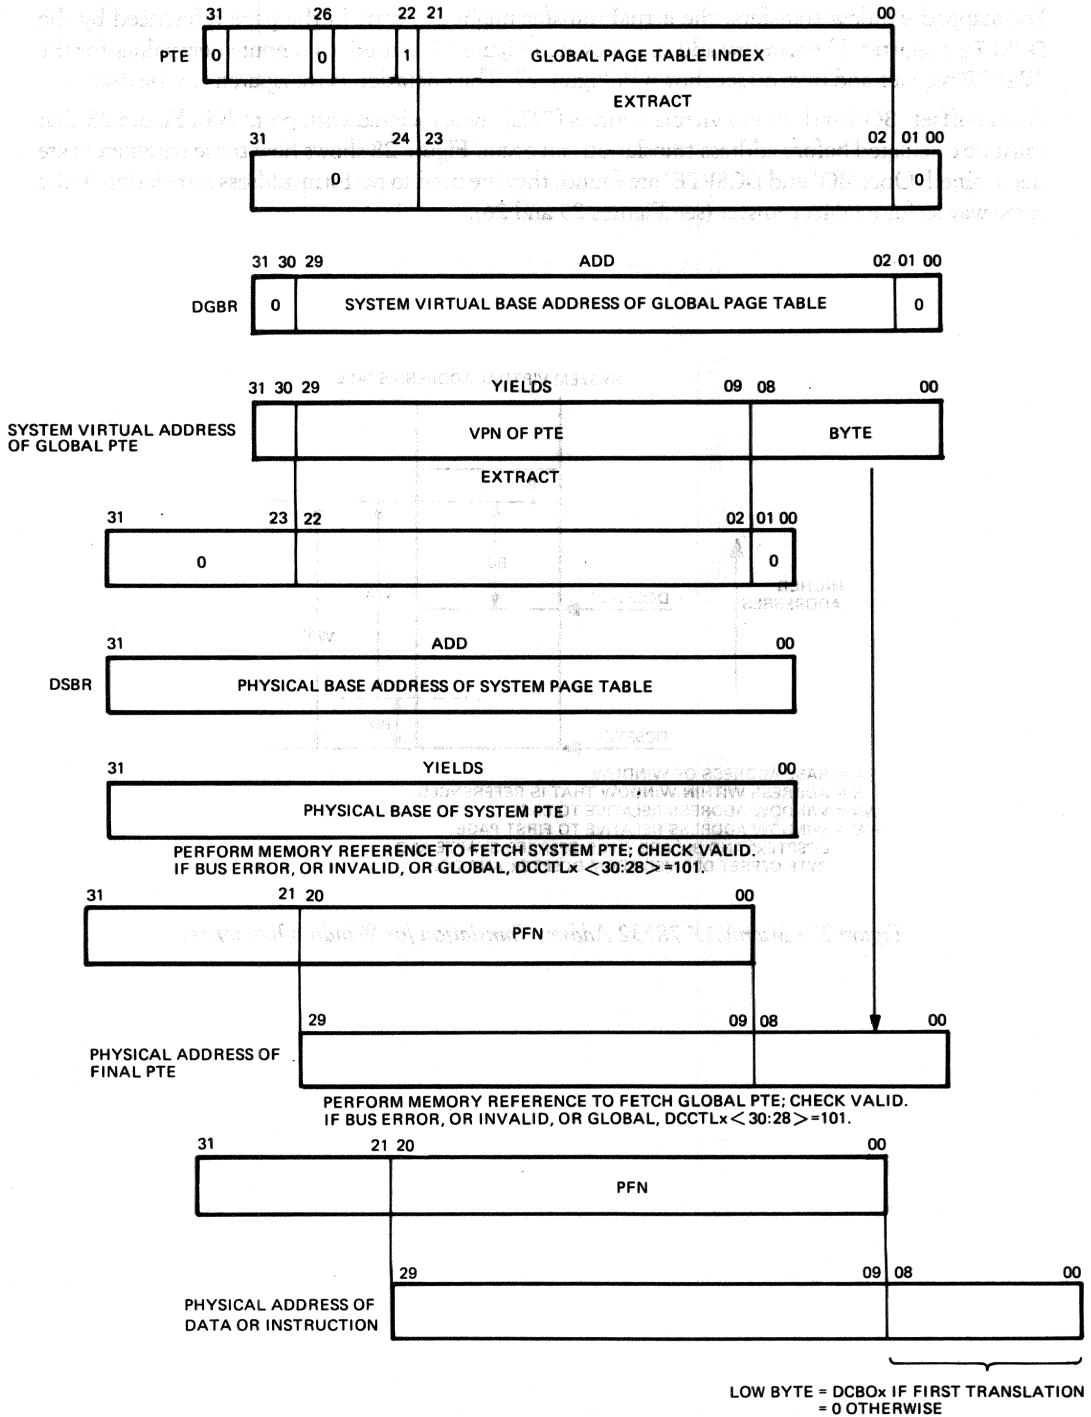 31 26 22 21 00
PTE 0 0 1 GLOBAL PAGE TABLE INDEX
EXTRACT
31 24 23 02 01 00
0 0
31 30 29 ADD 02 01 00
DGBR 0 SYSTEM VIRTUAL BASE ADDRESS OF GLOBAL PAGE TABLE 0
31 30 29 YIELDS 09 08 00
SYSTEM VIRTUAL ADDRESS
OF GLOBAL PTE
VPN OF PTE BYTE
EXTRACT
31 23 22 02 01 00
0 0
31 ADD 00
DSBR PHYSICAL BASE ADDRESS OF SYSTEM PAGE TABLE
31 YIELDS 00
PHYSICAL BASE OF SYSTEM PTE
PERFORM MEMORY REFERENCE TO FETCH SYSTEM PTE; CHECK VALID.
IF BUS ERROR, OR INVALID, OR GLOBAL, DCCTLx <30:28>=101.
31 21 20 00
PFN
29 09 08 00
PHYSICAL ADDRESS OF
FINAL PTE
PERFORM MEMORY REFERENCE TO FETCH GLOBAL PTE; CHECK VALID.
IF BUS ERROR, OR INVALID, OR GLOBAL, DCCTLx<30:28>=101.
31 21 20 00
PFN
29 09 08 00
PHYSICAL ADDRESS OF
DATA OR INSTRUCTION
LOW BYTE = DCBOx IF FIRST TRANSLATION
= 0 OTHERWISE